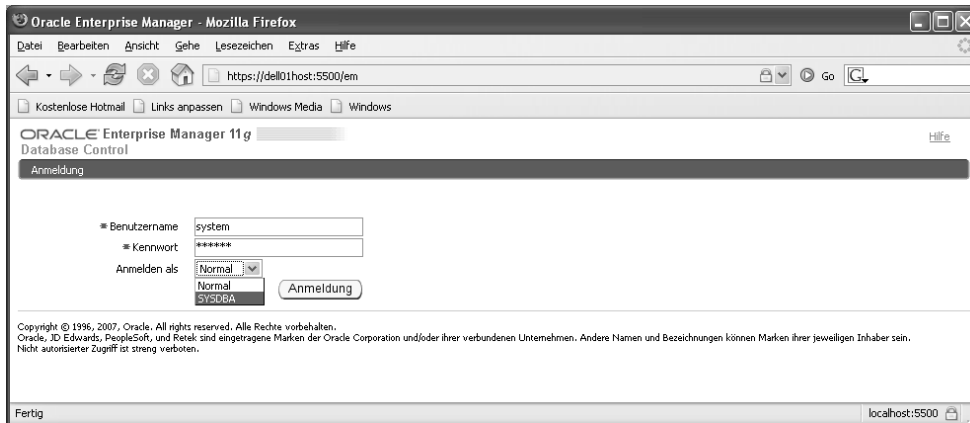 Oracle Enterprise Manager - Mozilla Firefox
Datei Bearbeiten Ansicht Gehe Lesezeichen Extras Hilfe
https://dell01host:5500/em Go G
Kostenlose Hotmail Links anpassen Windows Media Windows
ORACLE Enterprise Manager 11g
Database Control
Hilfe
Anmeldung
* Benutzername system
* Kennwort ******
Anmelden als Normal
Normal
SYSDBA
Anmeldung
Copyright © 1996, 2007, Oracle. All rights reserved. Alle Rechte vorbehalten.
Oracle, JD Edwards, PeopleSoft, und Retek sind eingetragene Marken der Oracle Corporation und/oder ihrer verbundenen Unternehmen. Andere Namen und Bezeichnungen können Marken ihrer jeweiligen Inhaber sein.
Nicht autorisierter Zugriff ist streng verboten.
Fertig localhost:5500